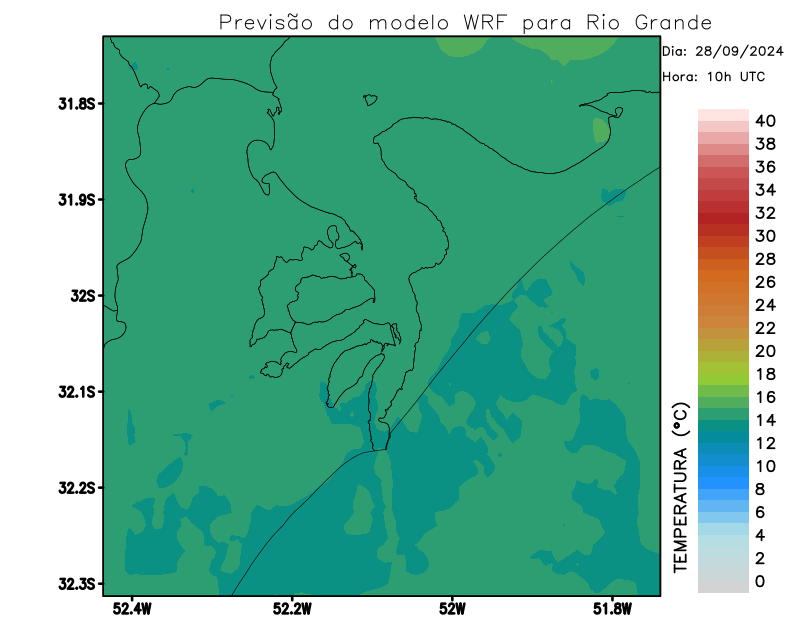 Previsão do modelo WRF para Rio Grande
Dia: 28/09/2024
Hora: 10h UTC
31.8S
31.9S
32S
32.1S
32.2S
32.3S
52.4W
52.2W
52W
51.8W
TEMPERATURA (°C)
40
38
36
34
32
30
28
26
24
22
20
18
16
14
12
10
8
6
4
2
0